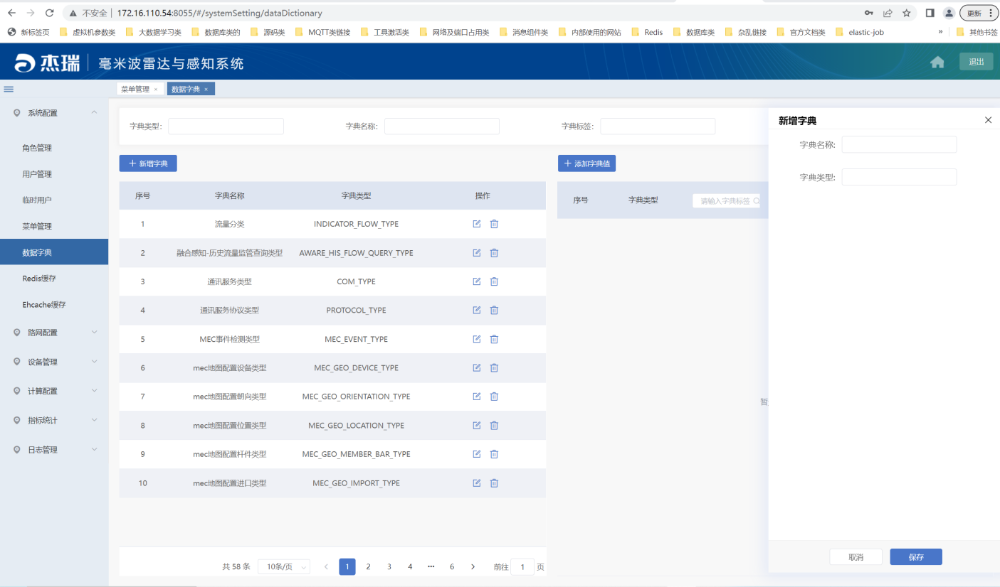 不安全 172.16.110.54:8055/#/systemSetting/dataDictionary 更新
新标签页 虚拟机参数类 大数据学习类 数据库类的 源码类 MQTT类链接 工具激活类 网络及端口占用类 消息组件类 内部使用的网站 Redis 数据库类 杂乱链接 官方文档类 elastic-job » 其他书签
杰瑞 毫米波雷达与感知系统 退出
菜单管理 × 数据字典 ×
系统配置
角色管理
用户管理
临时用户
菜单管理
数据字典
Redis缓存
Ehcache缓存
路网配置
设备管理
计算配置
指标统计
日志管理
字典类型: 字典名称: 字典标签:
+ 新增字典
序号 字典名称 字典类型 操作
1 流量分类 INDICATOR_FLOW_TYPE
2 融合感知-历史流量监管查询类型 AWARE_HIS_FLOW_QUERY_TYPE
3 通讯服务类型 COM_TYPE
4 通讯服务协议类型 PROTOCOL_TYPE
5 MEC事件检测类型 MEC_EVENT_TYPE
6 mec地图配置设备类型 MEC_GEO_DEVICE_TYPE
7 mec地图配置朝向类型 MEC_GEO_ORIENTATION_TYPE
8 mec地图配置位置类型 MEC_GEO_LOCATION_TYPE
9 mec地图配置杆件类型 MEC_GEO_MEMBER_BAR_TYPE
10 mec地图配置进口类型 MEC_GEO_IMPORT_TYPE
共 58 条 10条/页 < 1 2 3 4 ••• 6 > 前往 1 页
+ 添加字典值
序号 字典类型 请输入字典标签
暂
新增字典
字典名称:
字典类型:
取消 保存